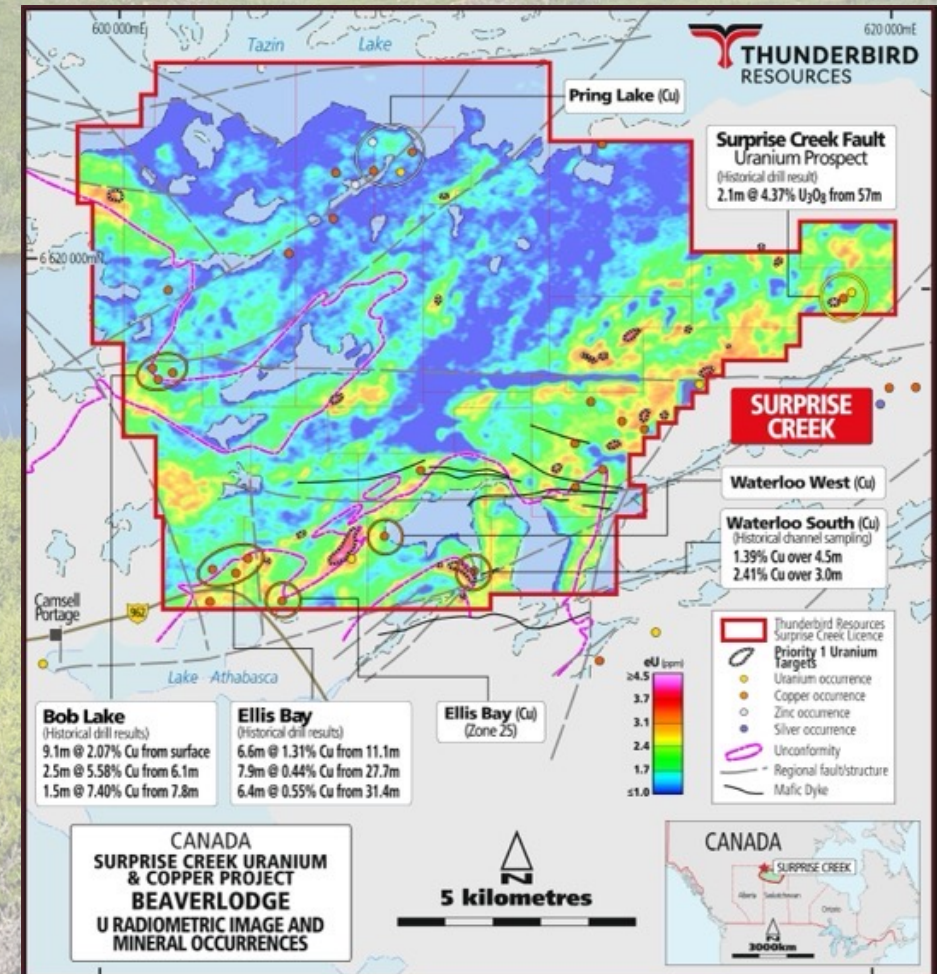 600 000mE
620 000mE
Tazin Lake
THUNDERBIRD
RESOURCES
Pring Lake (Cu)
Surprise Creek Fault
Uranium Prospect
(Historical drill result)
2.1m @ 4.37% U₃O₈ from 57m
6 620 000mN
SURPRISE
CREEK
Waterloo West (Cu)
Waterloo South (Cu)
(Historical channel sampling)
1.39% Cu over 4.5m
2.41% Cu over 3.0m
Camsell
Portage
962
Lake Athabasca
Bob Lake
(Historical drill results)
9.1m @ 2.07% Cu from surface
2.5m @ 5.58% Cu from 6.1m
1.5m @ 7.40% Cu from 7.8m
Ellis Bay
(Historical drill results)
6.6m @ 1.31% Cu from 11.1m
7.9m @ 0.44% Cu from 27.7m
6.4m @ 0.55% Cu from 31.4m
Ellis Bay (Cu)
(Zone 25)
eU (ppm)
≥4.5
3.7
3.1
2.4
1.7
≤1.0
Thunderbird Resources
Surprise Creek Licence
Priority 1 Uranium
Targets
Uranium occurrence
Copper occurrence
Zinc occurrence
Silver occurrence
Unconformity
Regional fault/structure
Mafic Dyke
CANADA
SURPRISE CREEK URANIUM
& COPPER PROJECT
BEAVERLODGE
U RADIOMETRIC IMAGE AND
MINERAL OCCURRENCES
N
5 kilometres
CANADA
SURPRISE CREEK
Alberta Saskatchewan
Ontario
N
3000km